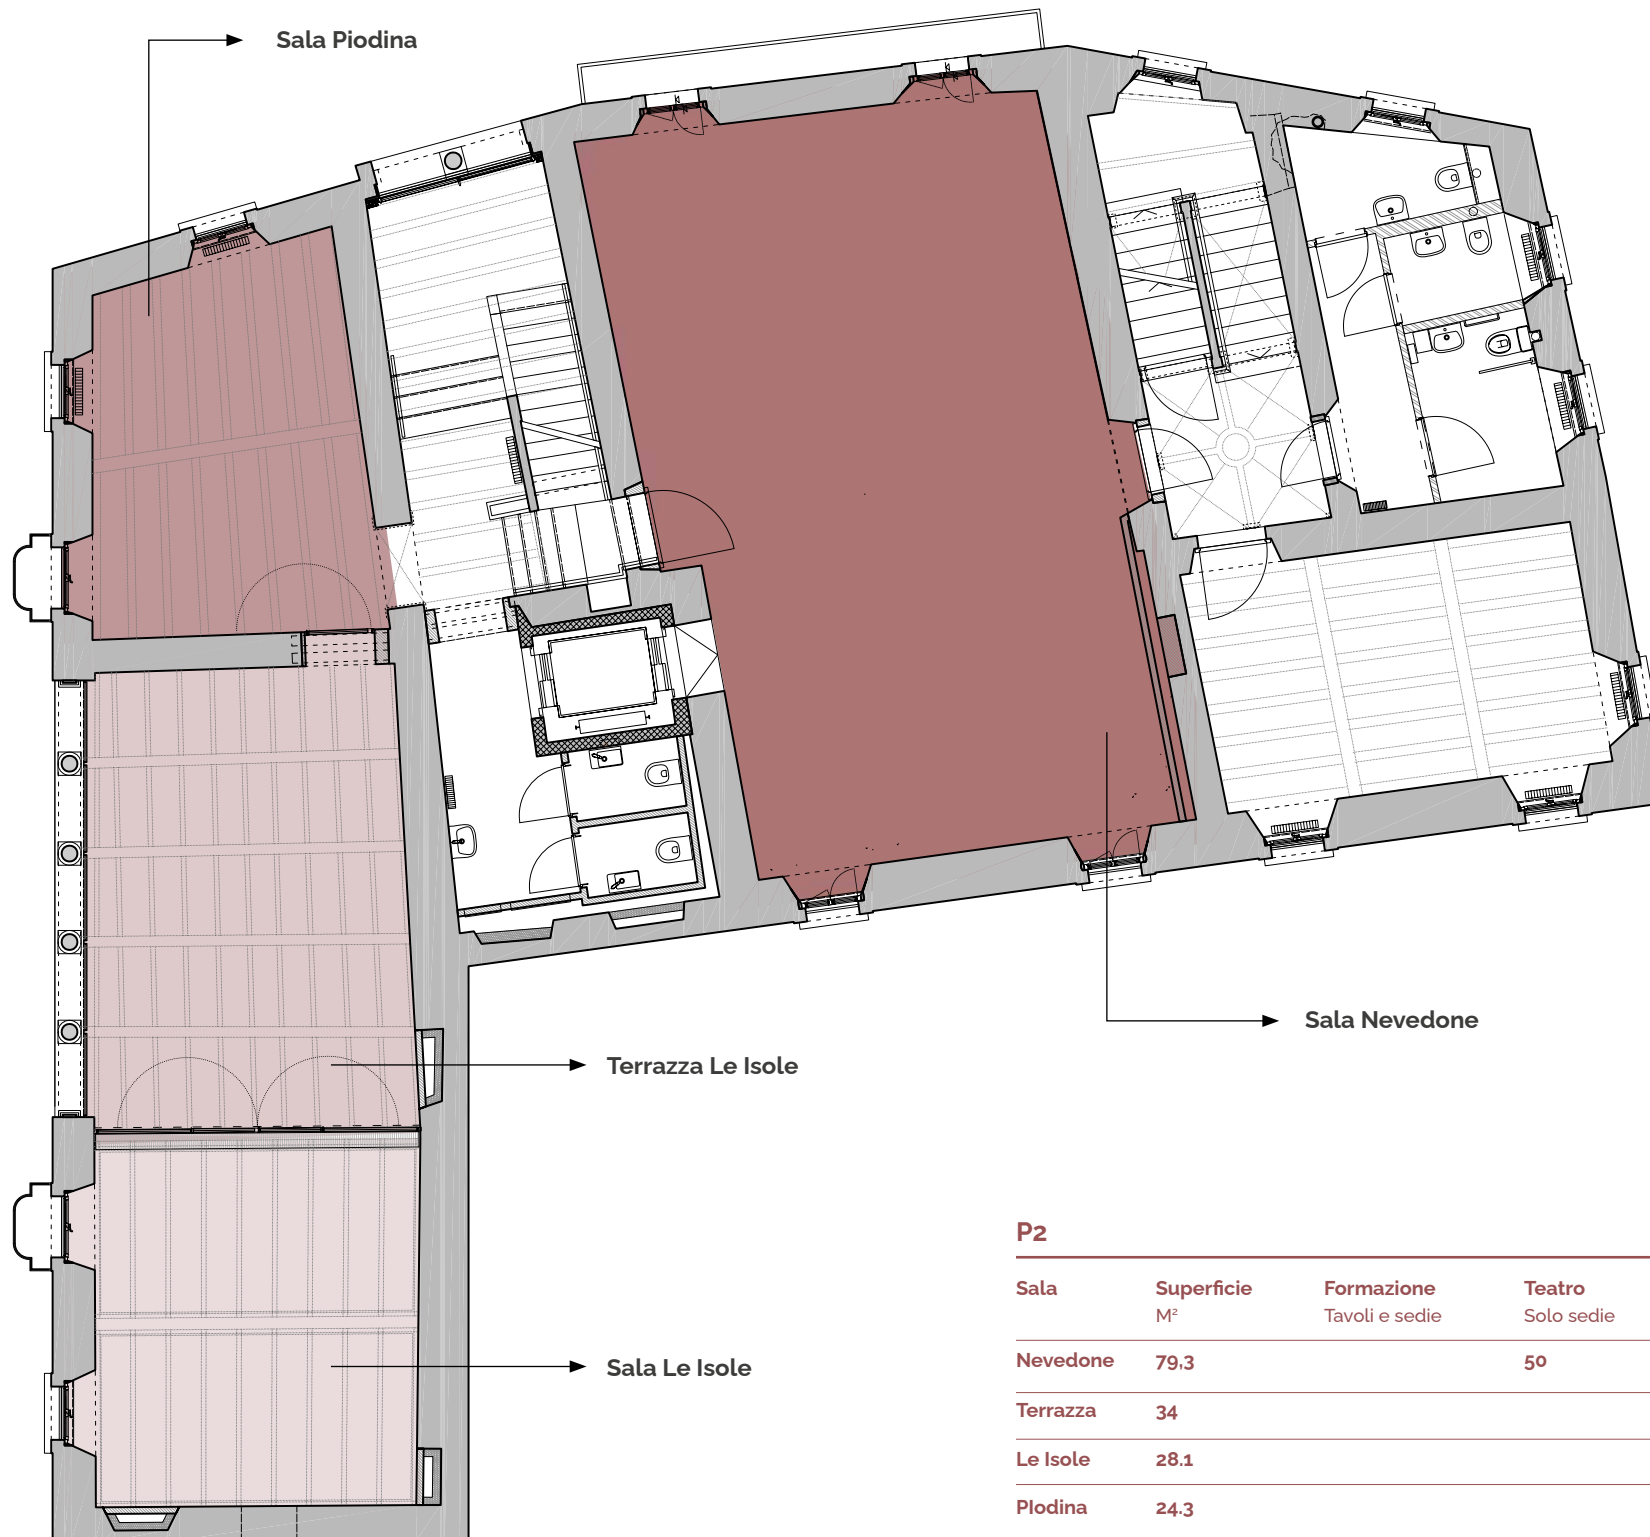 Sala Piodina
Sala Nevedone
Terrazza Le Isole
Sala Le Isole
P2
Sala Superficie Formazione Teatro
M² Tavoli e sedie Solo sedie
Nevedone 79,3 50
Terrazza 34
Le Isole 28.1
PIodina 24.3